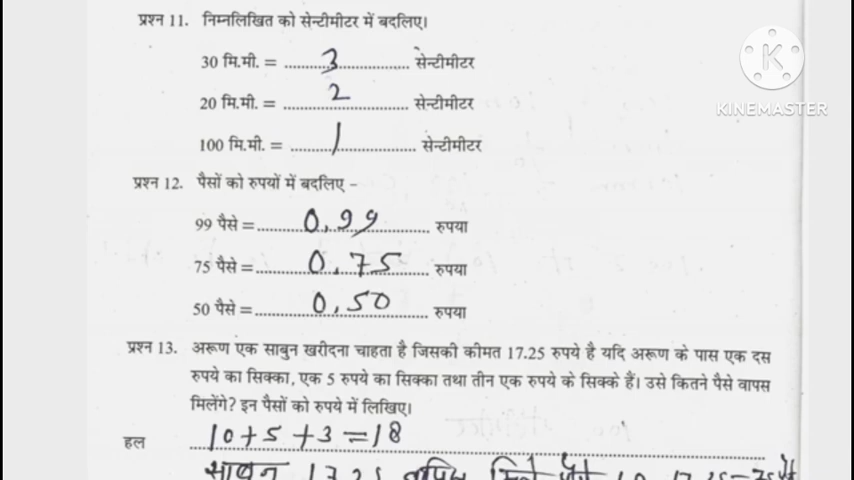 प्रश्न 11. निम्नलिखित को सेन्टीमीटर में बदलिए।
30 मि.मी. = 3 सेन्टीमीटर
20 मि.मी. = 2 सेन्टीमीटर
100 मि.मी. = 1 सेन्टीमीटर
KINEMASTER
प्रश्न 12. पैसों को रुपयों में बदलिए -
99 पैसे = 0.99 रुपया
75 पैसे = 0.75 रुपया
50 पैसे = 0.50 रुपया
प्रश्न 13. अरूण एक साबुन खरीदना चाहता है जिसकी कीमत 17.25 रुपये है यदि अरूण के पास एक दस
रुपये का सिक्का, एक 5 रुपये का सिक्का तथा तीन एक रुपये के सिक्के हैं। उसे कितने पैसे वापस
मिलेंगे? इन पैसों को रुपये में लिखिए।
हल 10+5+3=18
साबुन 17.25